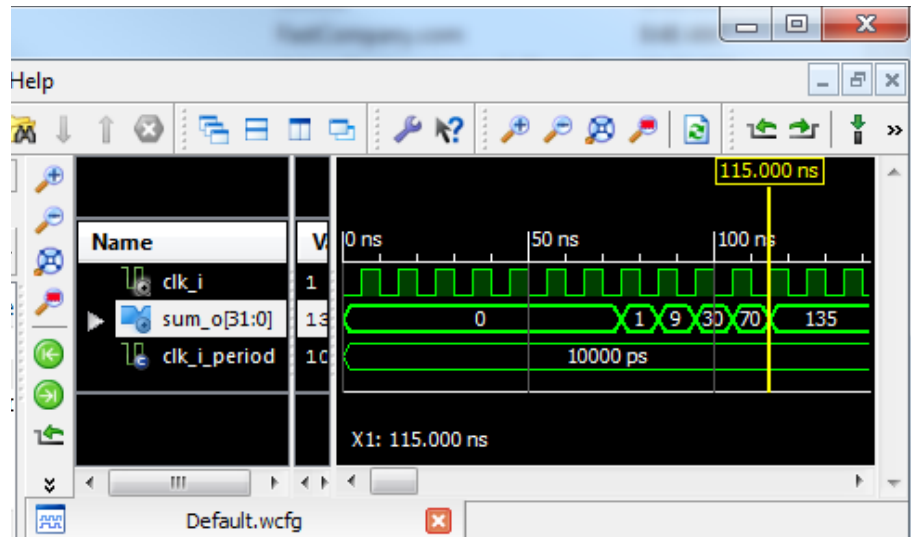 Help
115.000 ns
Name V
0 ns 50 ns 100 ns
clk_i 1
sum_o[31:0] 13 0 1 9 30 70 135
clk_i_period 10 10000 ps
X1: 115.000 ns
Default.wcfg